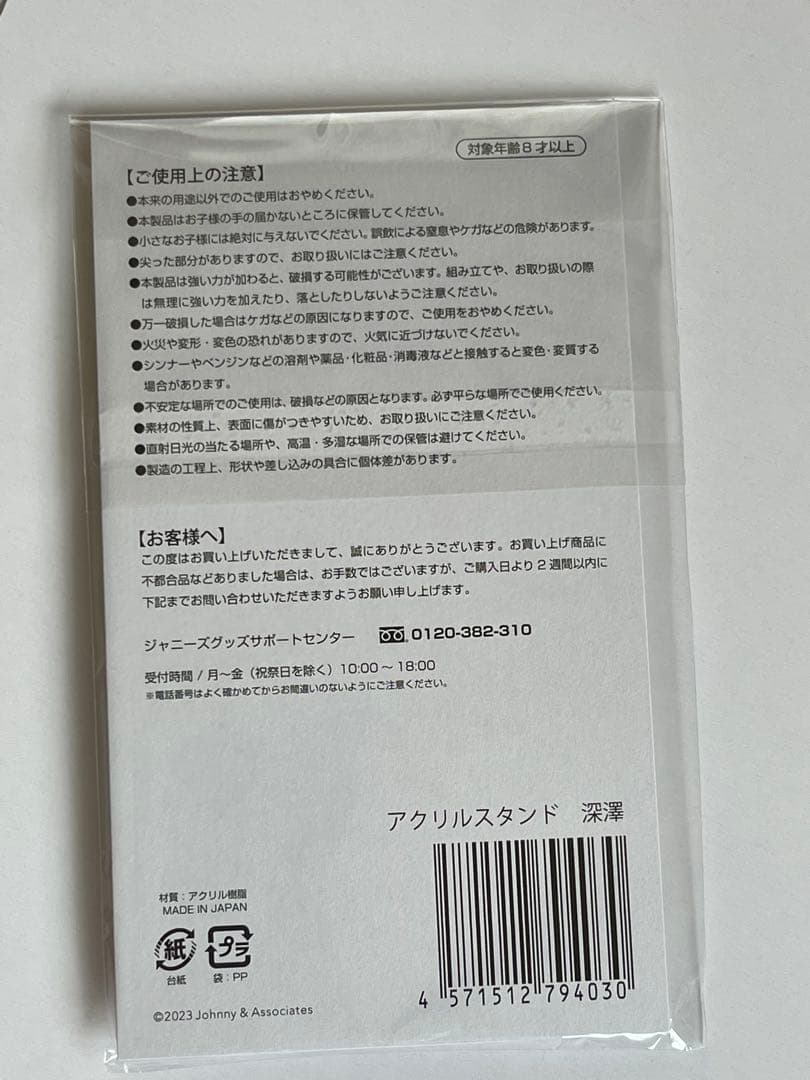 対象年齢8才以上
【ご使用上の注意】
●本来の用途以外でのご使用はおやめください。
●本製品はお子様の手の届かないところに保管してください。
●小さなお子様には絶対に与えないでください。誤飲による窒息やケガなどの危険があります。
●尖った部分がありますので、お取り扱いにはご注意ください。
●本製品は強い力が加わると、破損する可能性がございます。組み立てや、お取り扱いの際
は無理に強い力を加えたり、落としたりしないようご注意ください。
●万一破損した場合はケガなどの原因になりますので、ご使用をおやめください。
●火災や変形・変色の恐れがありますので、火気に近づけないでください。
●シンナーやベンジンなどの溶剤や薬品・化粧品・消毒液などと接触すると変色・変質する
場合があります。
●不安定な場所でのご使用は、破損などの原因となります。必ず平らな場所でご使用ください。
●素材の性質上、表面に傷がつきやすいため、お取り扱いにご注意ください。
●直射日光の当たる場所や、高温・多湿な場所での保管は避けてください。
●製造の工程上、形状や差し込みの具合に個体差があります。
【お客様へ】
この度はお買い上げいただきまして、誠にありがとうございます。お買い上げ商品に
不都合品などありました場合は、お手数ではございますが、ご購入日より2週間以内に
下記までお問い合わせいただきますようお願い申し上げます。
ジャニーズグッズサポートセンター 0120-382-310
受付時間 / 月〜金（祝祭日を除く）10:00 〜 18:00
※電話番号はよく確かめてからお間違いのないようにご注意ください。
アクリルスタンド 深澤
材質：アクリル樹脂
MADE IN JAPAN
紙 プラ
台紙 袋：PP
4 571512 794030
©2023 Johnny & Associates